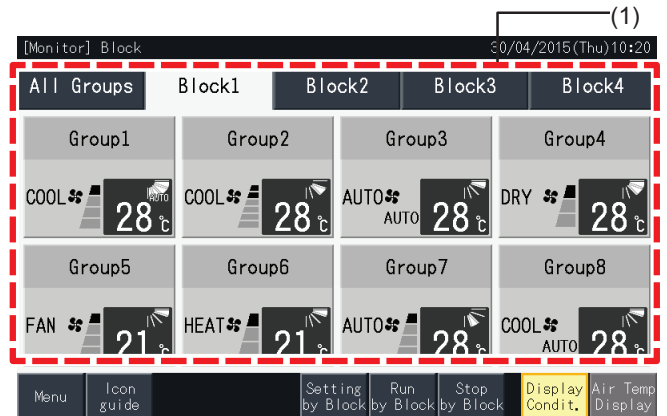 (1)
[Monitor] Block 30/04/2015(Thu)10:20
All Groups Block1 Block2 Block3 Block4
Group1 Group2 Group3 Group4
COOL AUTO 28℃ COOL 28℃ AUTO AUTO 28℃ DRY 28℃
Group5 Group6 Group7 Group8
FAN 21℃ HEAT 21℃ AUTO 28℃ COOL AUTO 28℃
Menu Icon guide Setting by Block Run by Block Stop by Block Display Condit. Air Temp Display